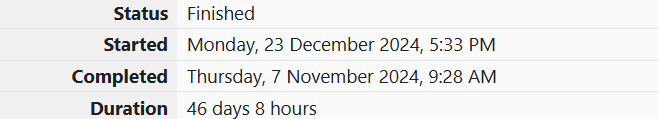 Status Finished
Started Monday, 23 December 2024, 5:33 PM
Completed Thursday, 7 November 2024, 9:28 AM
Duration 46 days 8 hours